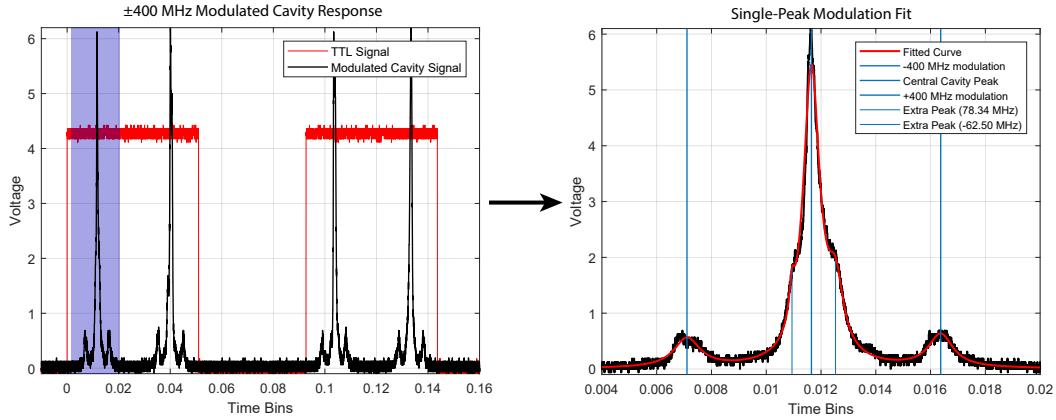 ±400 MHz Modulated Cavity Response
6
5
4
3
2
1
0
Voltage
0
0.02
0.04
0.06
0.08
0.1
0.12
0.14
0.16
Time Bins
TTL Signal
Modulated Cavity Signal
Single-Peak Modulation Fit
6
5
4
3
2
1
0
Voltage
0.004
0.006
0.008
0.01
0.012
0.014
0.016
0.018
0.02
Time Bins
Fitted Curve
-400 MHz modulation
Central Cavity Peak
+400 MHz modulation
Extra Peak (78.34 MHz)
Extra Peak (-62.50 MHz)